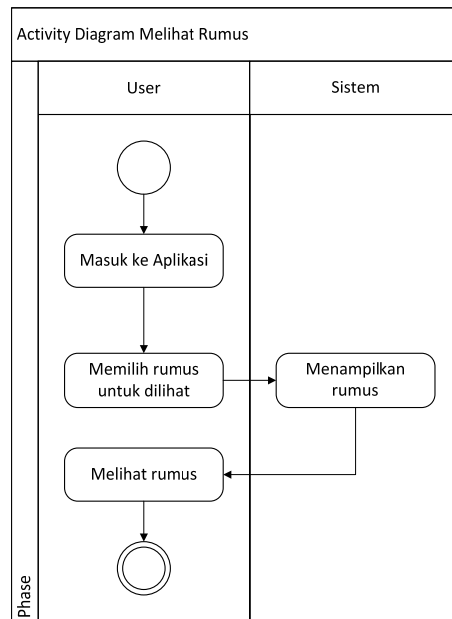 Activity Diagram Melihat Rumus
User
Sistem
Masuk ke Aplikasi
Memilih rumus
untuk dilihat
Menampilkan
rumus
Melihat rumus
Phase